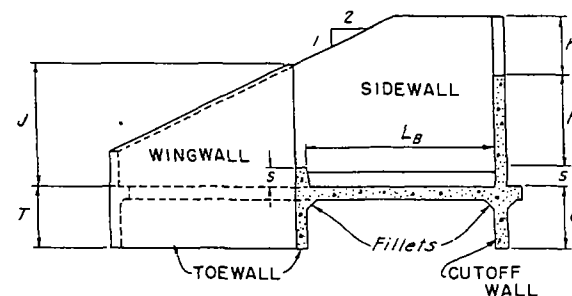 2
1
SIDEWALL
J
L_B
WINGWALL
S
S
T
Fillets
TOEWALL
CUTOFF
WALL